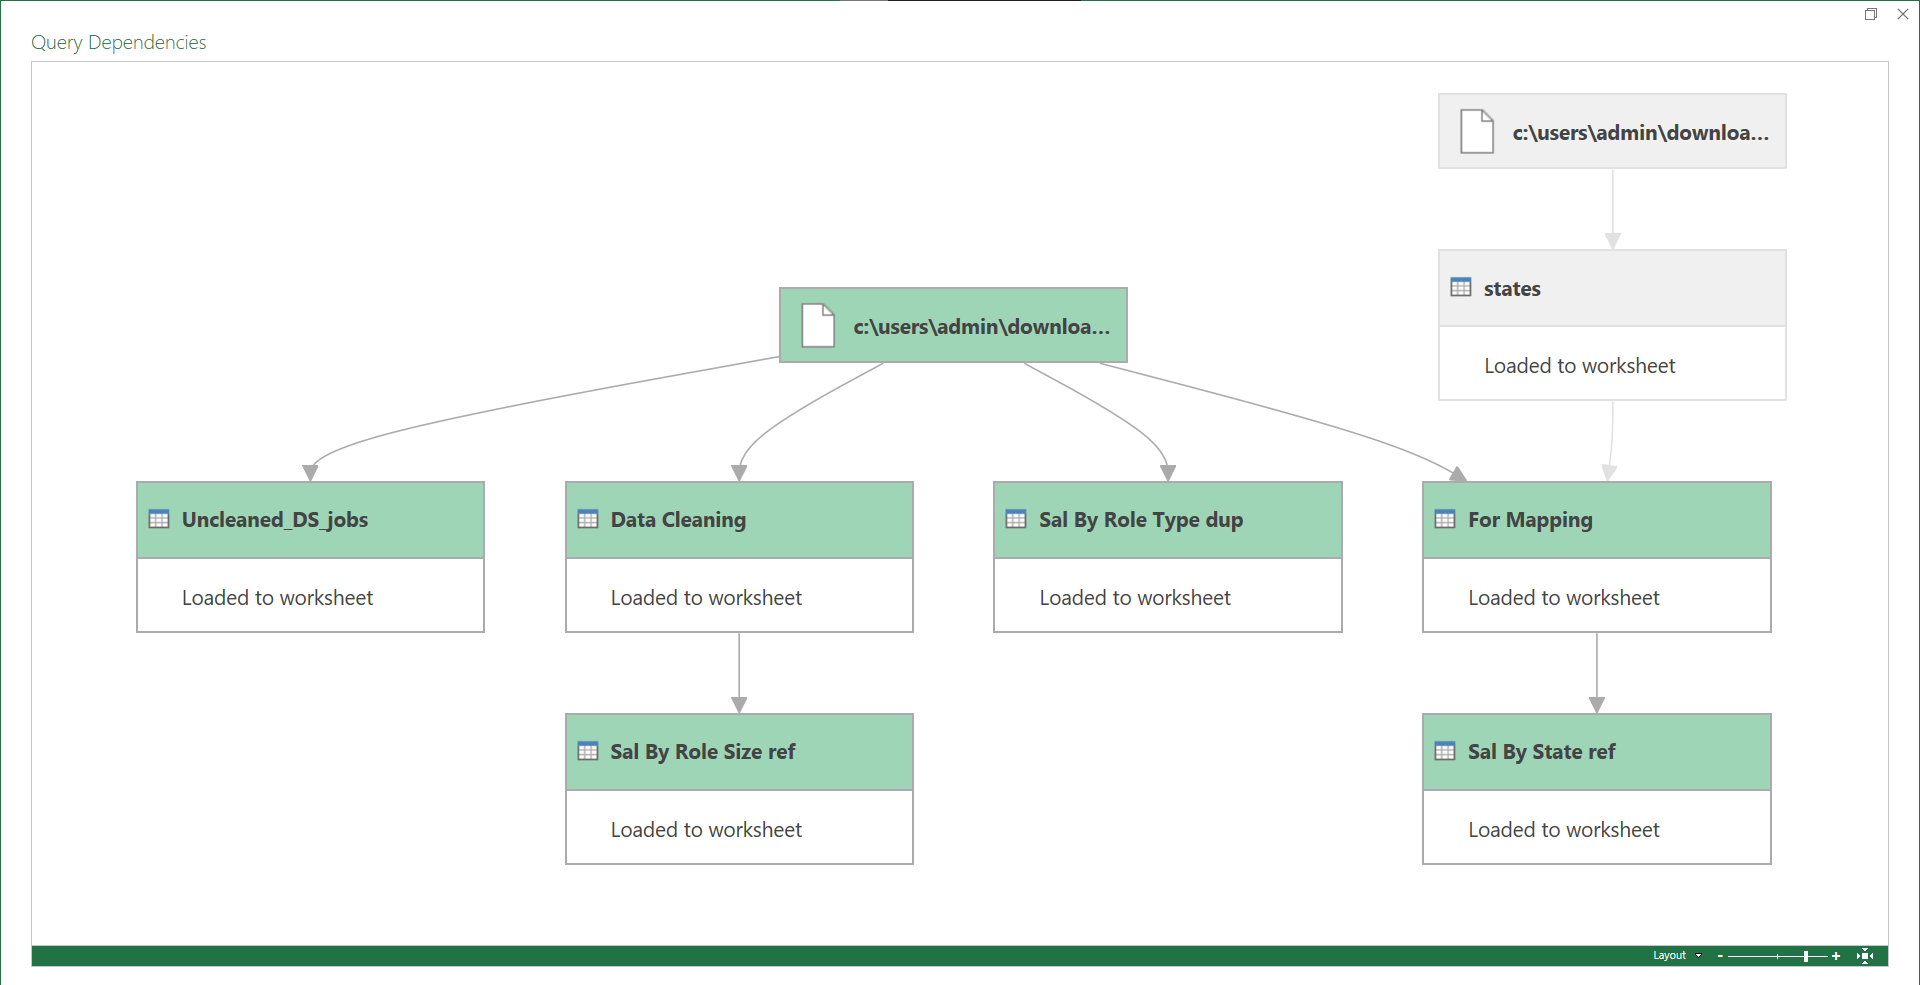 Query Dependencies
c:\users\admin\downloa...
states
Loaded to worksheet
c:\users\admin\downloa...
Uncleaned_DS_jobs
Loaded to worksheet
Data Cleaning
Loaded to worksheet
Sal By Role Type dup
Loaded to worksheet
For Mapping
Loaded to worksheet
Sal By Role Size ref
Loaded to worksheet
Sal By State ref
Loaded to worksheet
Layout